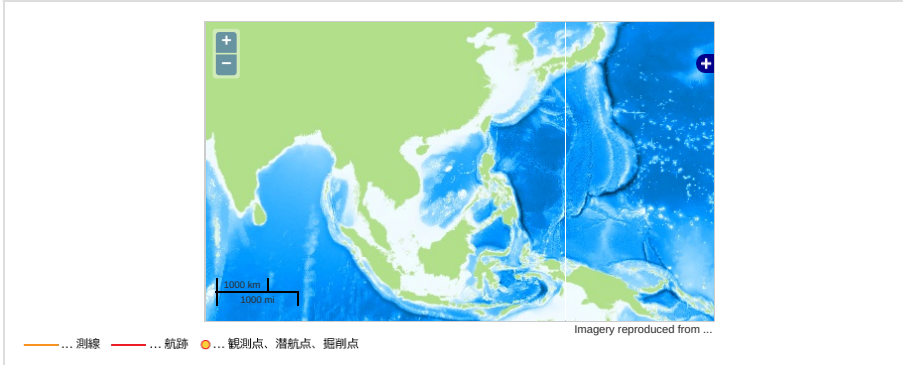 +
−
+
1000 km
1000 mi
Imagery reproduced from ...
... 測線 ... 航跡 ... 観測点、潜航点、掘削点